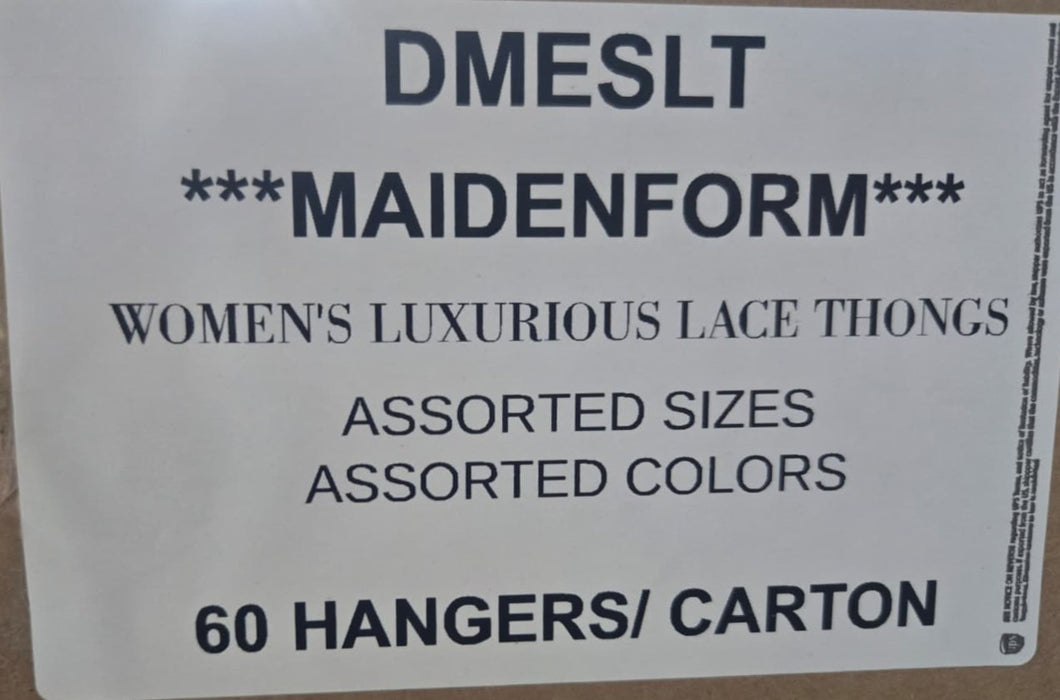 DMESLT
***MAIDENFORM***
WOMEN'S LUXURIOUS LACE THONGS
ASSORTED SIZES
ASSORTED COLORS
60 HANGERS/ CARTON